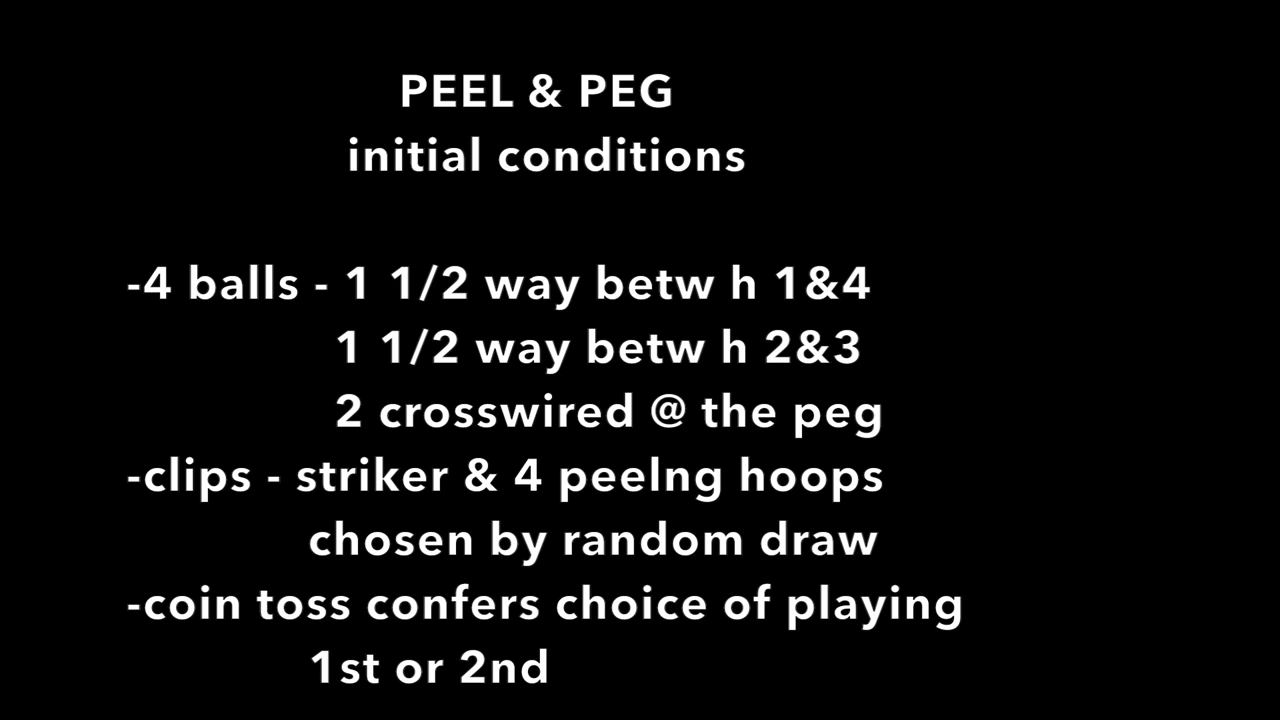 PEEL & PEG
initial conditions
-4 balls - 1 1/2 way betw h 1&4
1 1/2 way betw h 2&3
2 crosswired @ the peg
-clips - striker & 4 peelng hoops
chosen by random draw
-coin toss confers choice of playing
1st or 2nd